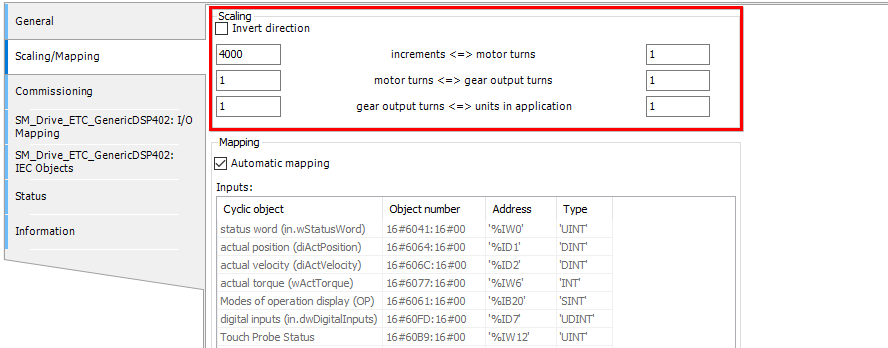 General
Scaling/Mapping
Commissioning
SM_Drive_ETC_GenericDSP402: I/O
Mapping
SM_Drive_ETC_GenericDSP402:
IEC Objects
Status
Information
Scaling
Invert direction
4000 increments <=> motor turns 1
1 motor turns <=> gear output turns 1
1 gear output turns <=> units in application 1
Mapping
Automatic mapping
Inputs:
Cyclic object Object number Address Type
status word (in.wStatusWord) 16#6041:16#00 '%IW0' 'UINT'
actual position (diActPosition) 16#6064:16#00 '%ID1' 'DINT'
actual velocity (diActVelocity) 16#606C:16#00 '%ID2' 'DINT'
actual torque (wActTorque) 16#6077:16#00 '%IW6' 'INT'
Modes of operation display (OP) 16#6061:16#00 '%IB20' 'SINT'
digital inputs (in.dwDigitalInputs) 16#60FD:16#00 '%ID7' 'UDINT'
Touch Probe Status 16#60B9:16#00 '%IW12' 'UINT'